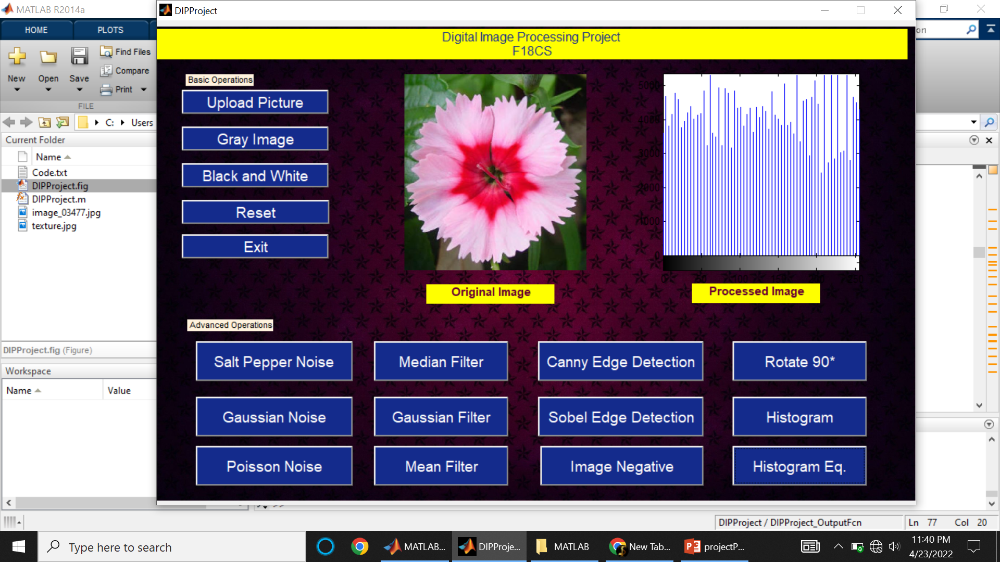 MATLAB R2014a
DIPProject
HOME
PLOTS
on
New
Open
Save
Find Files
Compare
Print
FILE
C:
Users
Current Folder
Name
Code.txt
DIPProject.fig
DIPProject.m
image_03477.jpg
texture.jpg
DIPProject.fig (Figure)
Workspace
Name
Value
Digital Image Processing Project
F18CS
Basic Operations
Upload Picture
Gray Image
Black and White
Reset
Exit
5000
4000
3000
2000
1000
0
0
50
100
150
200
250
Original Image
Processed Image
Advanced Operations
Salt Pepper Noise
Median Filter
Canny Edge Detection
Rotate 90*
Gaussian Noise
Gaussian Filter
Sobel Edge Detection
Histogram
Poisson Noise
Mean Filter
Image Negative
Histogram Eq.
DIPProject / DIPProject_OutputFcn
Ln 77 Col 20
Type here to search
MATLAB...
DIPProje...
MATLAB
New Tab...
projectP...
11:40 PM
4/23/2022